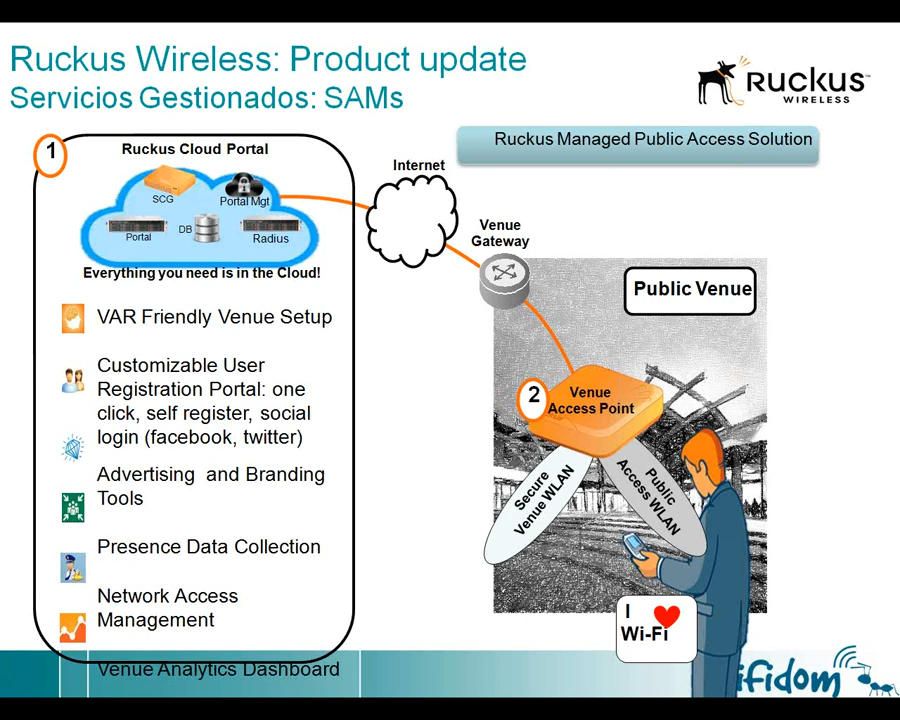 Ruckus Wireless: Product update
Servicios Gestionados: SAMs
RUCKUS™
WIRELESS
Ruckus Managed Public Access Solution
1
Ruckus Cloud Portal
SCG
Portal Mgt
Portal
DB
Radius
Everything you need is in the Cloud!
VAR Friendly Venue Setup
Customizable User
Registration Portal: one
click, self register, social
login (facebook, twitter)
Advertising and Branding
Tools
Presence Data Collection
Network Access
Management
Venue Analytics Dashboard
Internet
Venue
Gateway
Public Venue
2
Venue
Access Point
Secure
Venue WLAN
Public
Access WLAN
I
Wi-Fi
ifidom